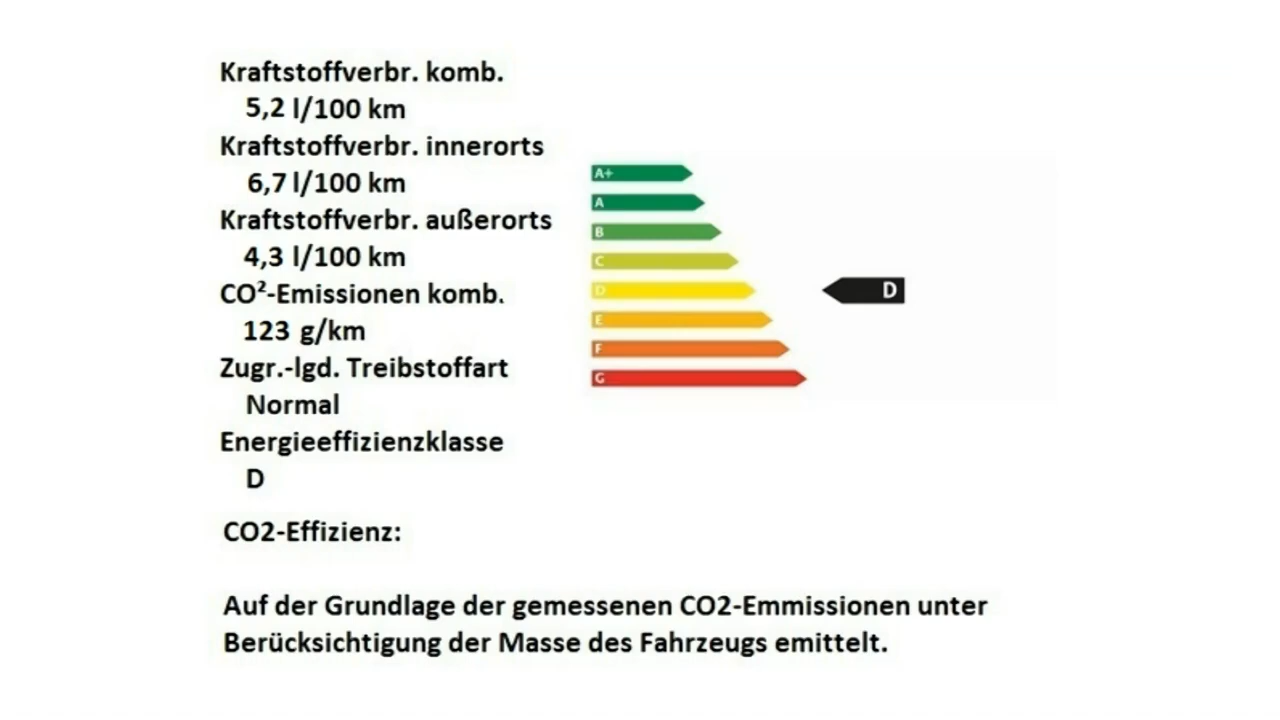 Kraftstoffverbr. komb.
5,2 l/100 km
Kraftstoffverbr. innerorts
6,7 l/100 km
Kraftstoffverbr. außerorts
4,3 l/100 km
CO²-Emissionen komb.
123 g/km
Zugr.-lgd. Treibstoffart
Normal
Energieeffizienzklasse
D
A+
A
B
C
D
D
E
F
G
CO2-Effizienz:
Auf der Grundlage der gemessenen CO2-Emmissionen unter
Berücksichtigung der Masse des Fahrzeugs emittelt.